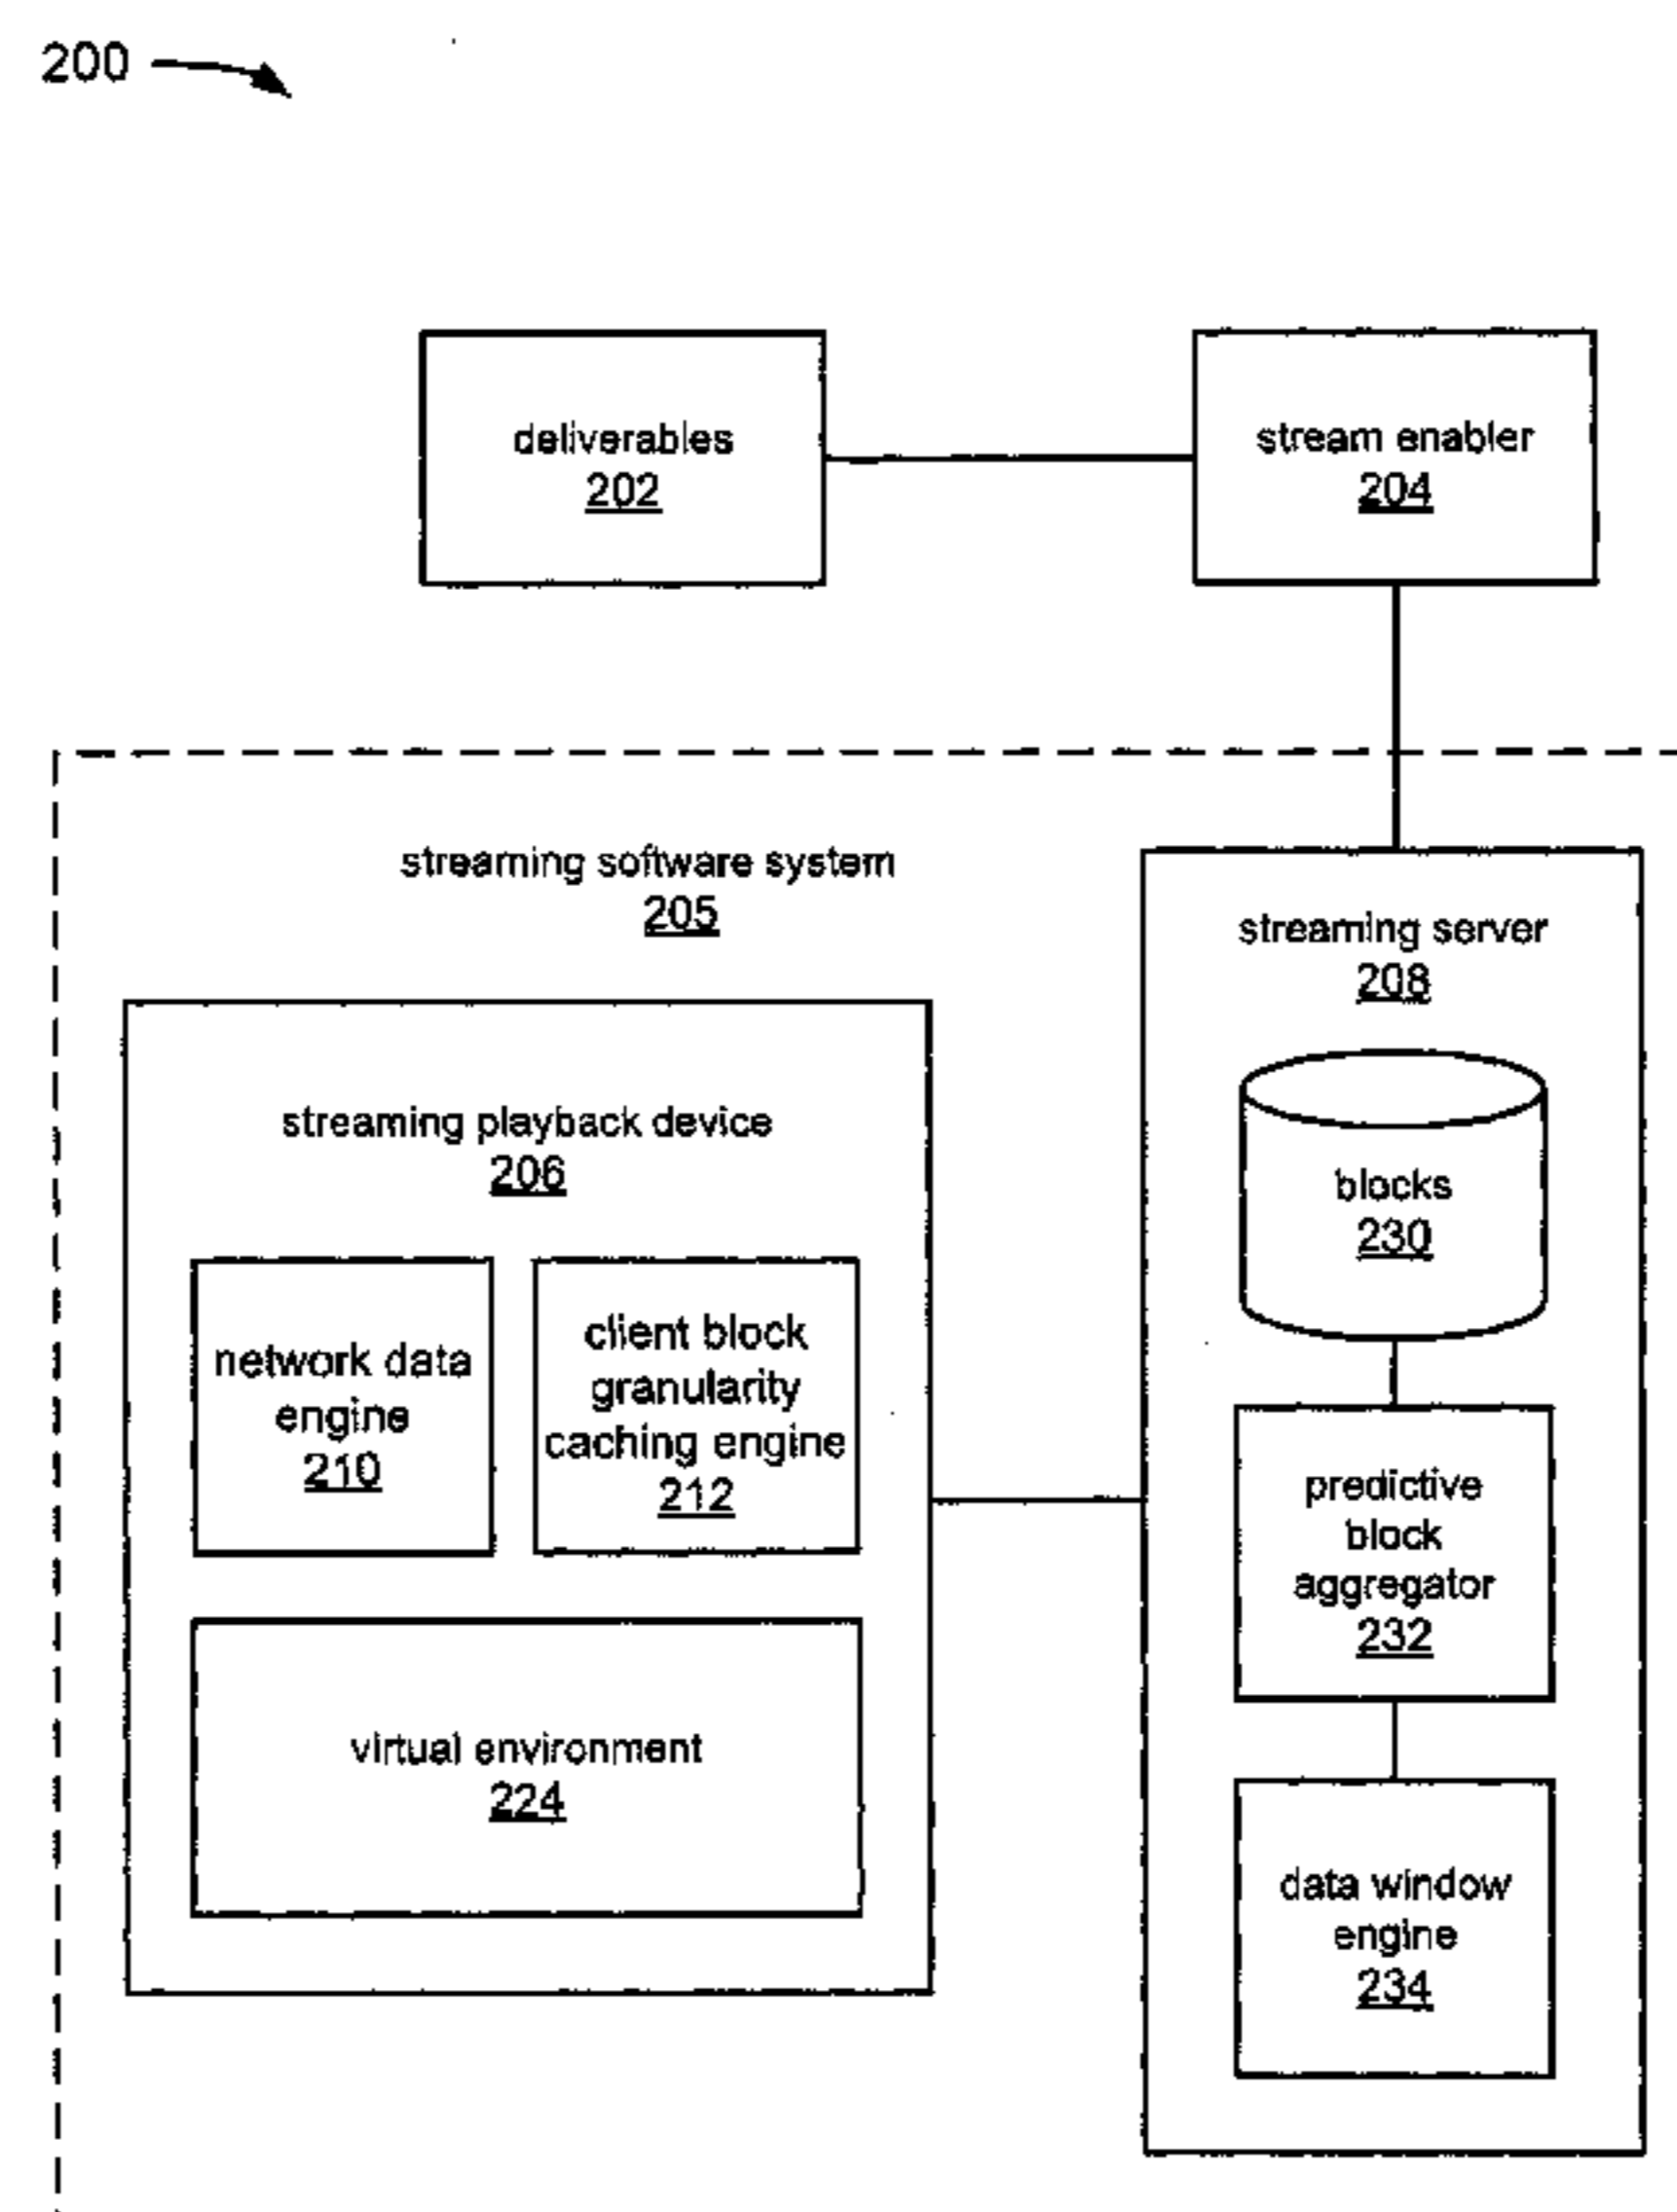 200
deliverables
202
stream enabler
204
streaming software system
205
streaming server
208
streaming playback device
206
blocks
230
network data
engine
210
client block
granularity
caching engine
212
predictive
block
aggregator
232
virtual environment
224
data window
engine
234